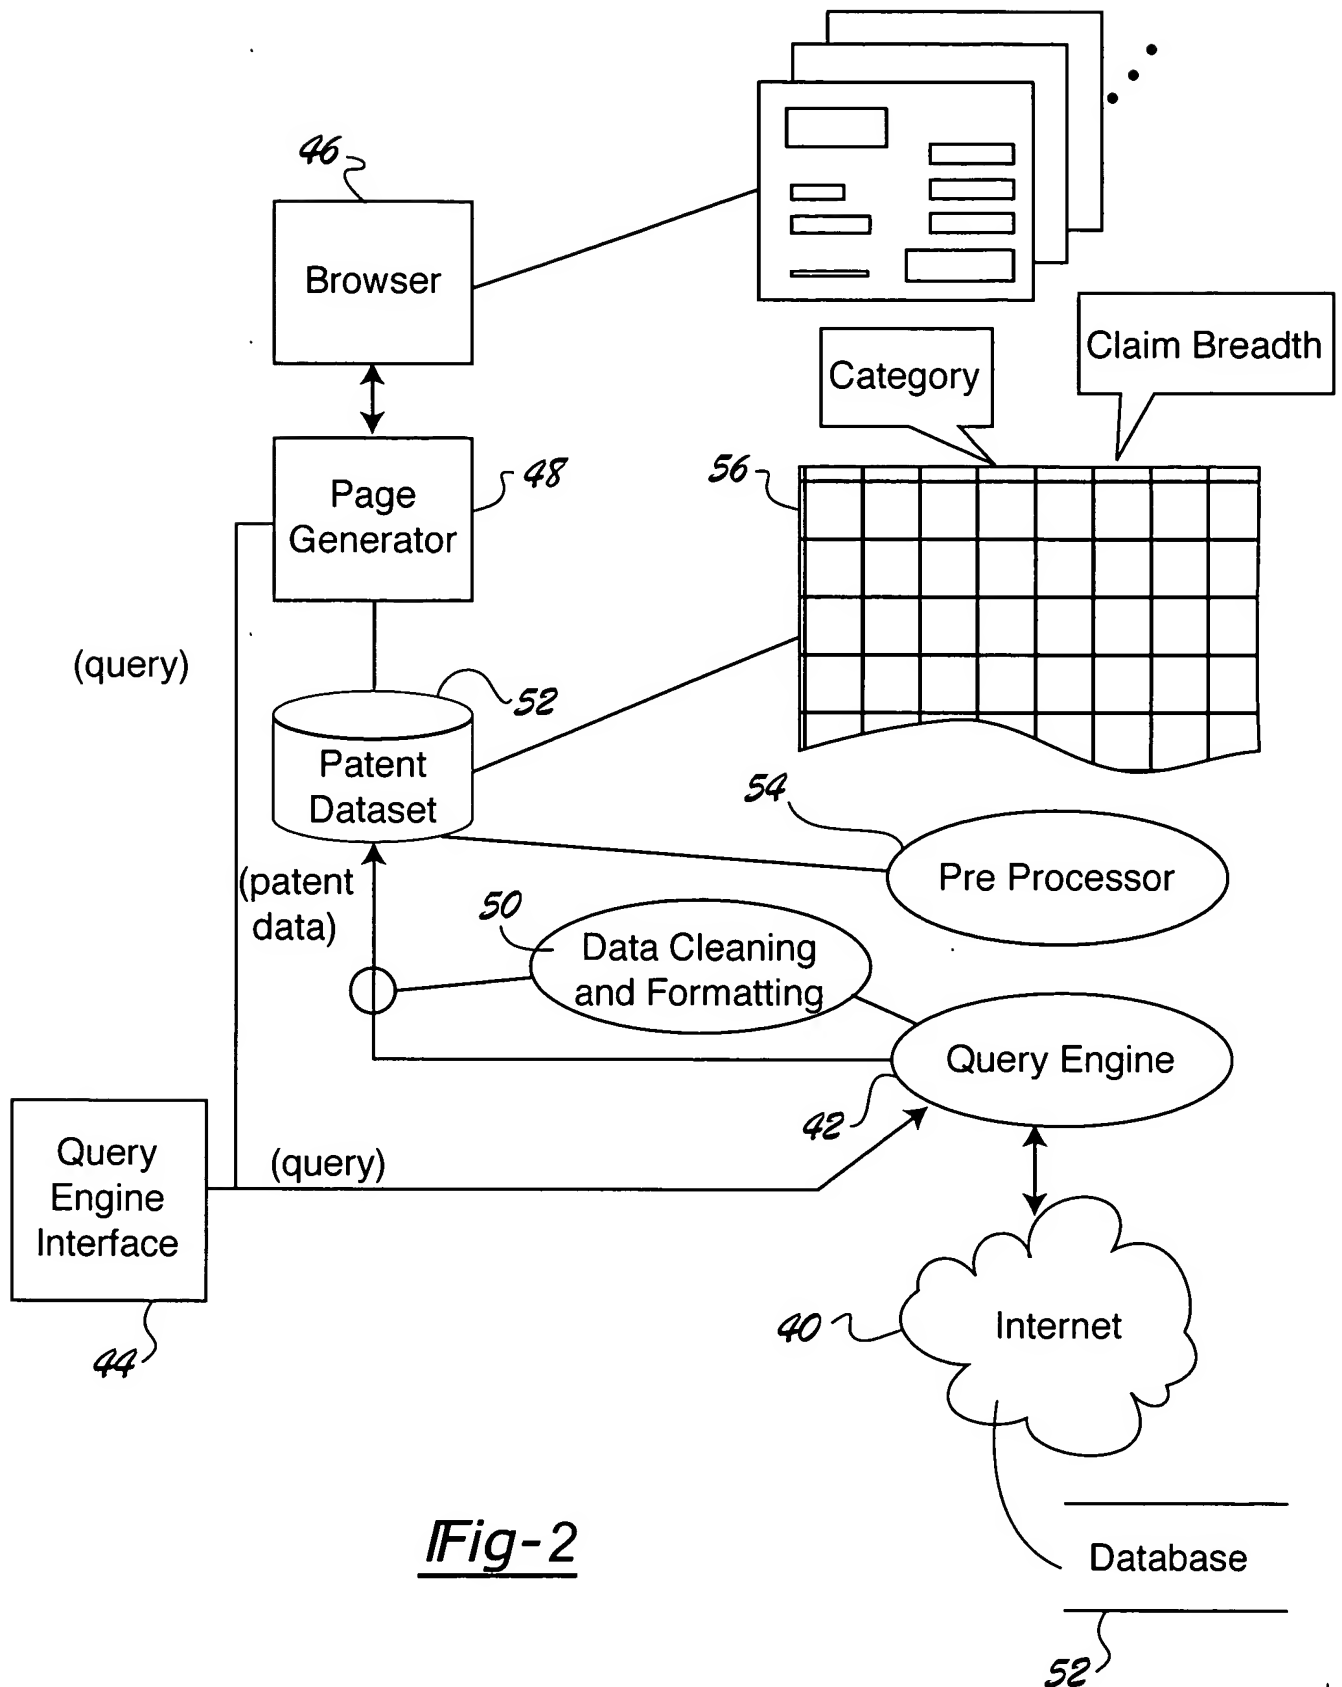 46
Browser
Category
Claim Breadth
Page
Generator
48
56
(query)
52
Patent
Dataset
54
Pre Processor
(patent
data)
50
Data Cleaning
and Formatting
Query Engine
42
Query
Engine
Interface
(query)
44
40
Internet
Fig-2
Database
52